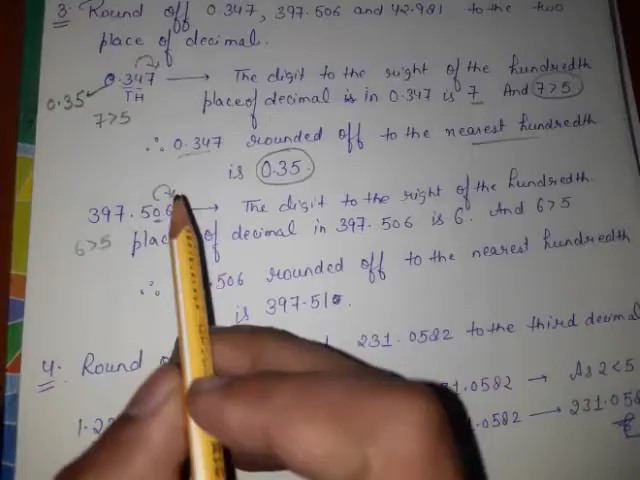 3. Round off 0.347, 397.506 and 42.981 to the two
place of decimal.
0.347 → The digit to the right of the hundredth
0.35 TH place of decimal is in 0.347 is 7 And 7>5
7>5
∴ 0.347 rounded off to the nearest hundredth
is 0.35.
397.506 → The digit to the right of the hundredth
6>5 place of decimal in 397.506 is 6. And 6>5
∴ .506 rounded off to the nearest hundredth
is 397.510.
4. Round 231.0582 to the third decimal
1.0582 → As 2<5
.0582 → 231.058